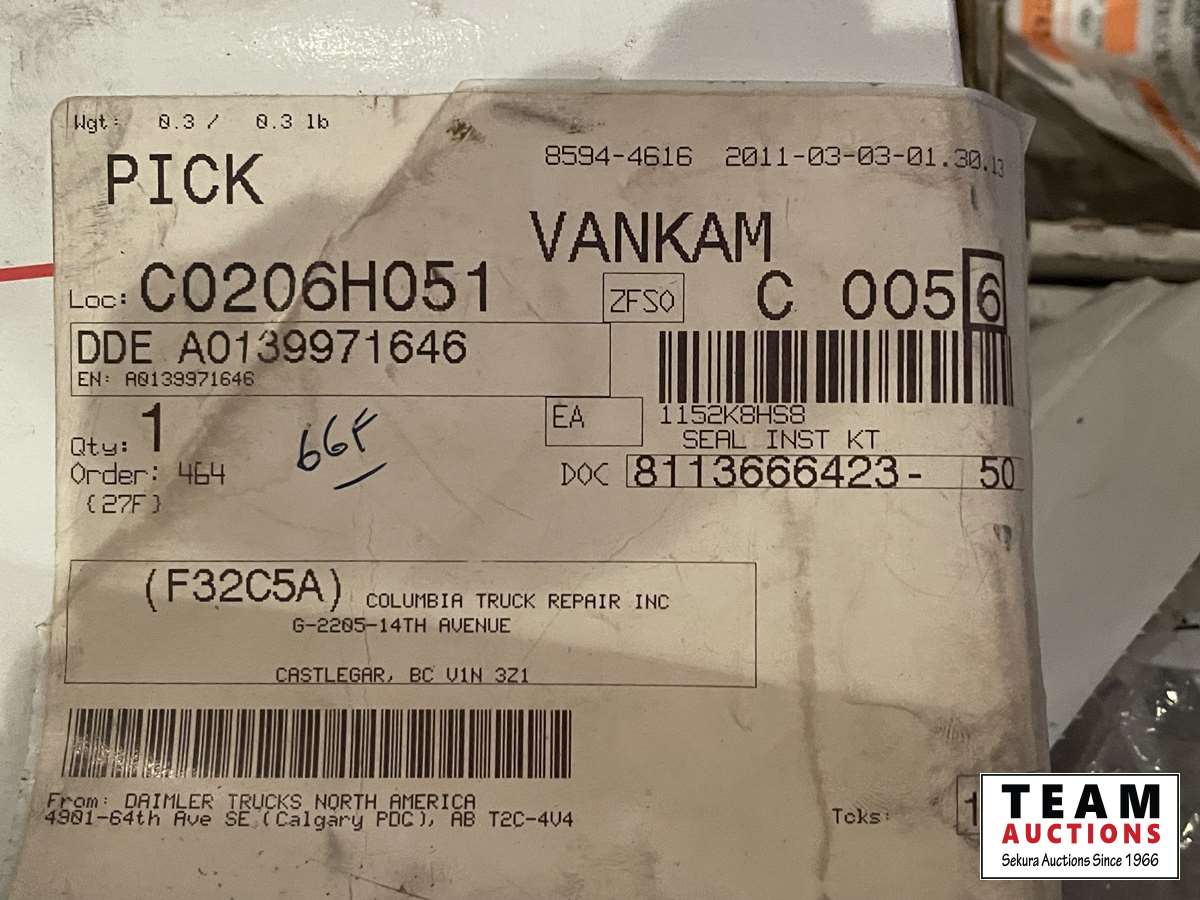 Wgt: 0.3 / 0.3 lb
PICK
8594-4616 2011-03-03-01.30.13
VANKAM
Loc: C0206H051
ZFSO
C 005 6
DDE A0139971646
EN: A0139971646
1152K8HS8
Qty: 1
EA
SEAL INST KT
66F
Order: 464
DOC 8113666423- 50
(27F)
(F32C5A) COLUMBIA TRUCK REPAIR INC
G-2205-14TH AVENUE
CASTLEGAR, BC V1N 3Z1
From: DAIMLER TRUCKS NORTH AMERICA
4901-64th Ave SE (Calgary PDC), AB T2C-4V4
Tcks: 1
TEAM
AUCTIONS
Sekura Auctions Since 1966